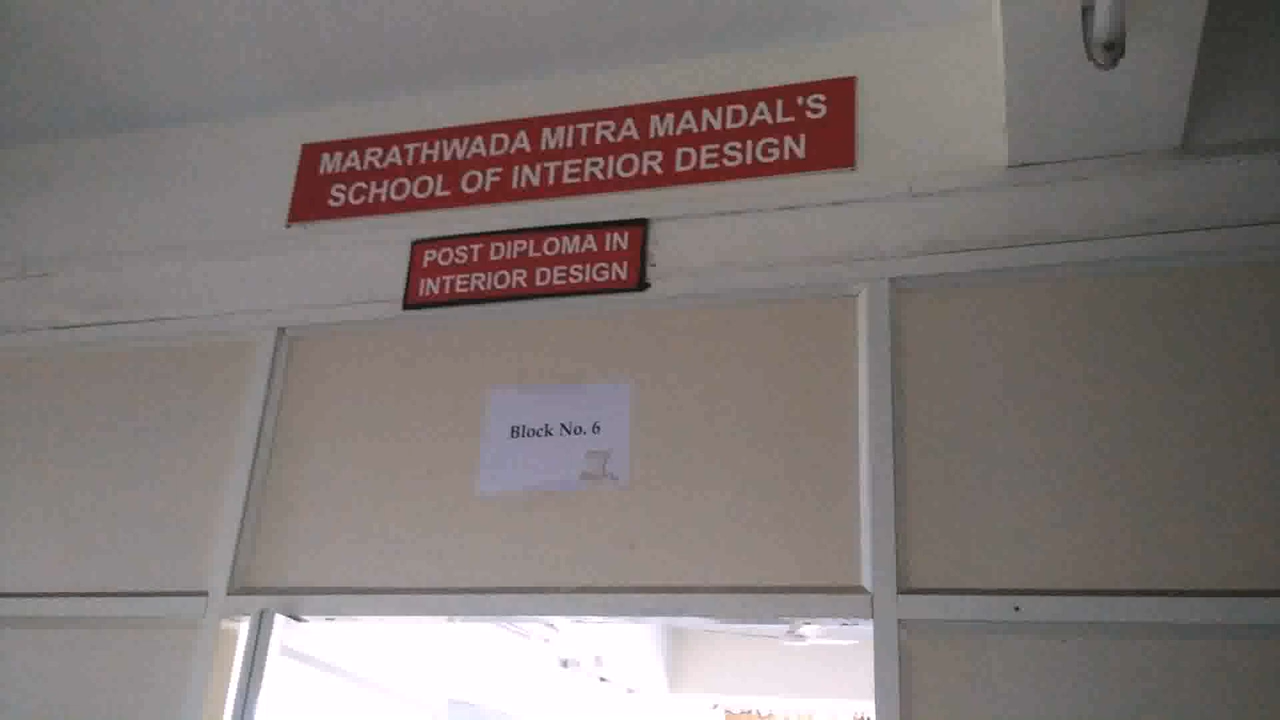 MARATHWADA MITRA MANDAL'S
SCHOOL OF INTERIOR DESIGN
POST DIPLOMA IN
INTERIOR DESIGN
Block No. 6